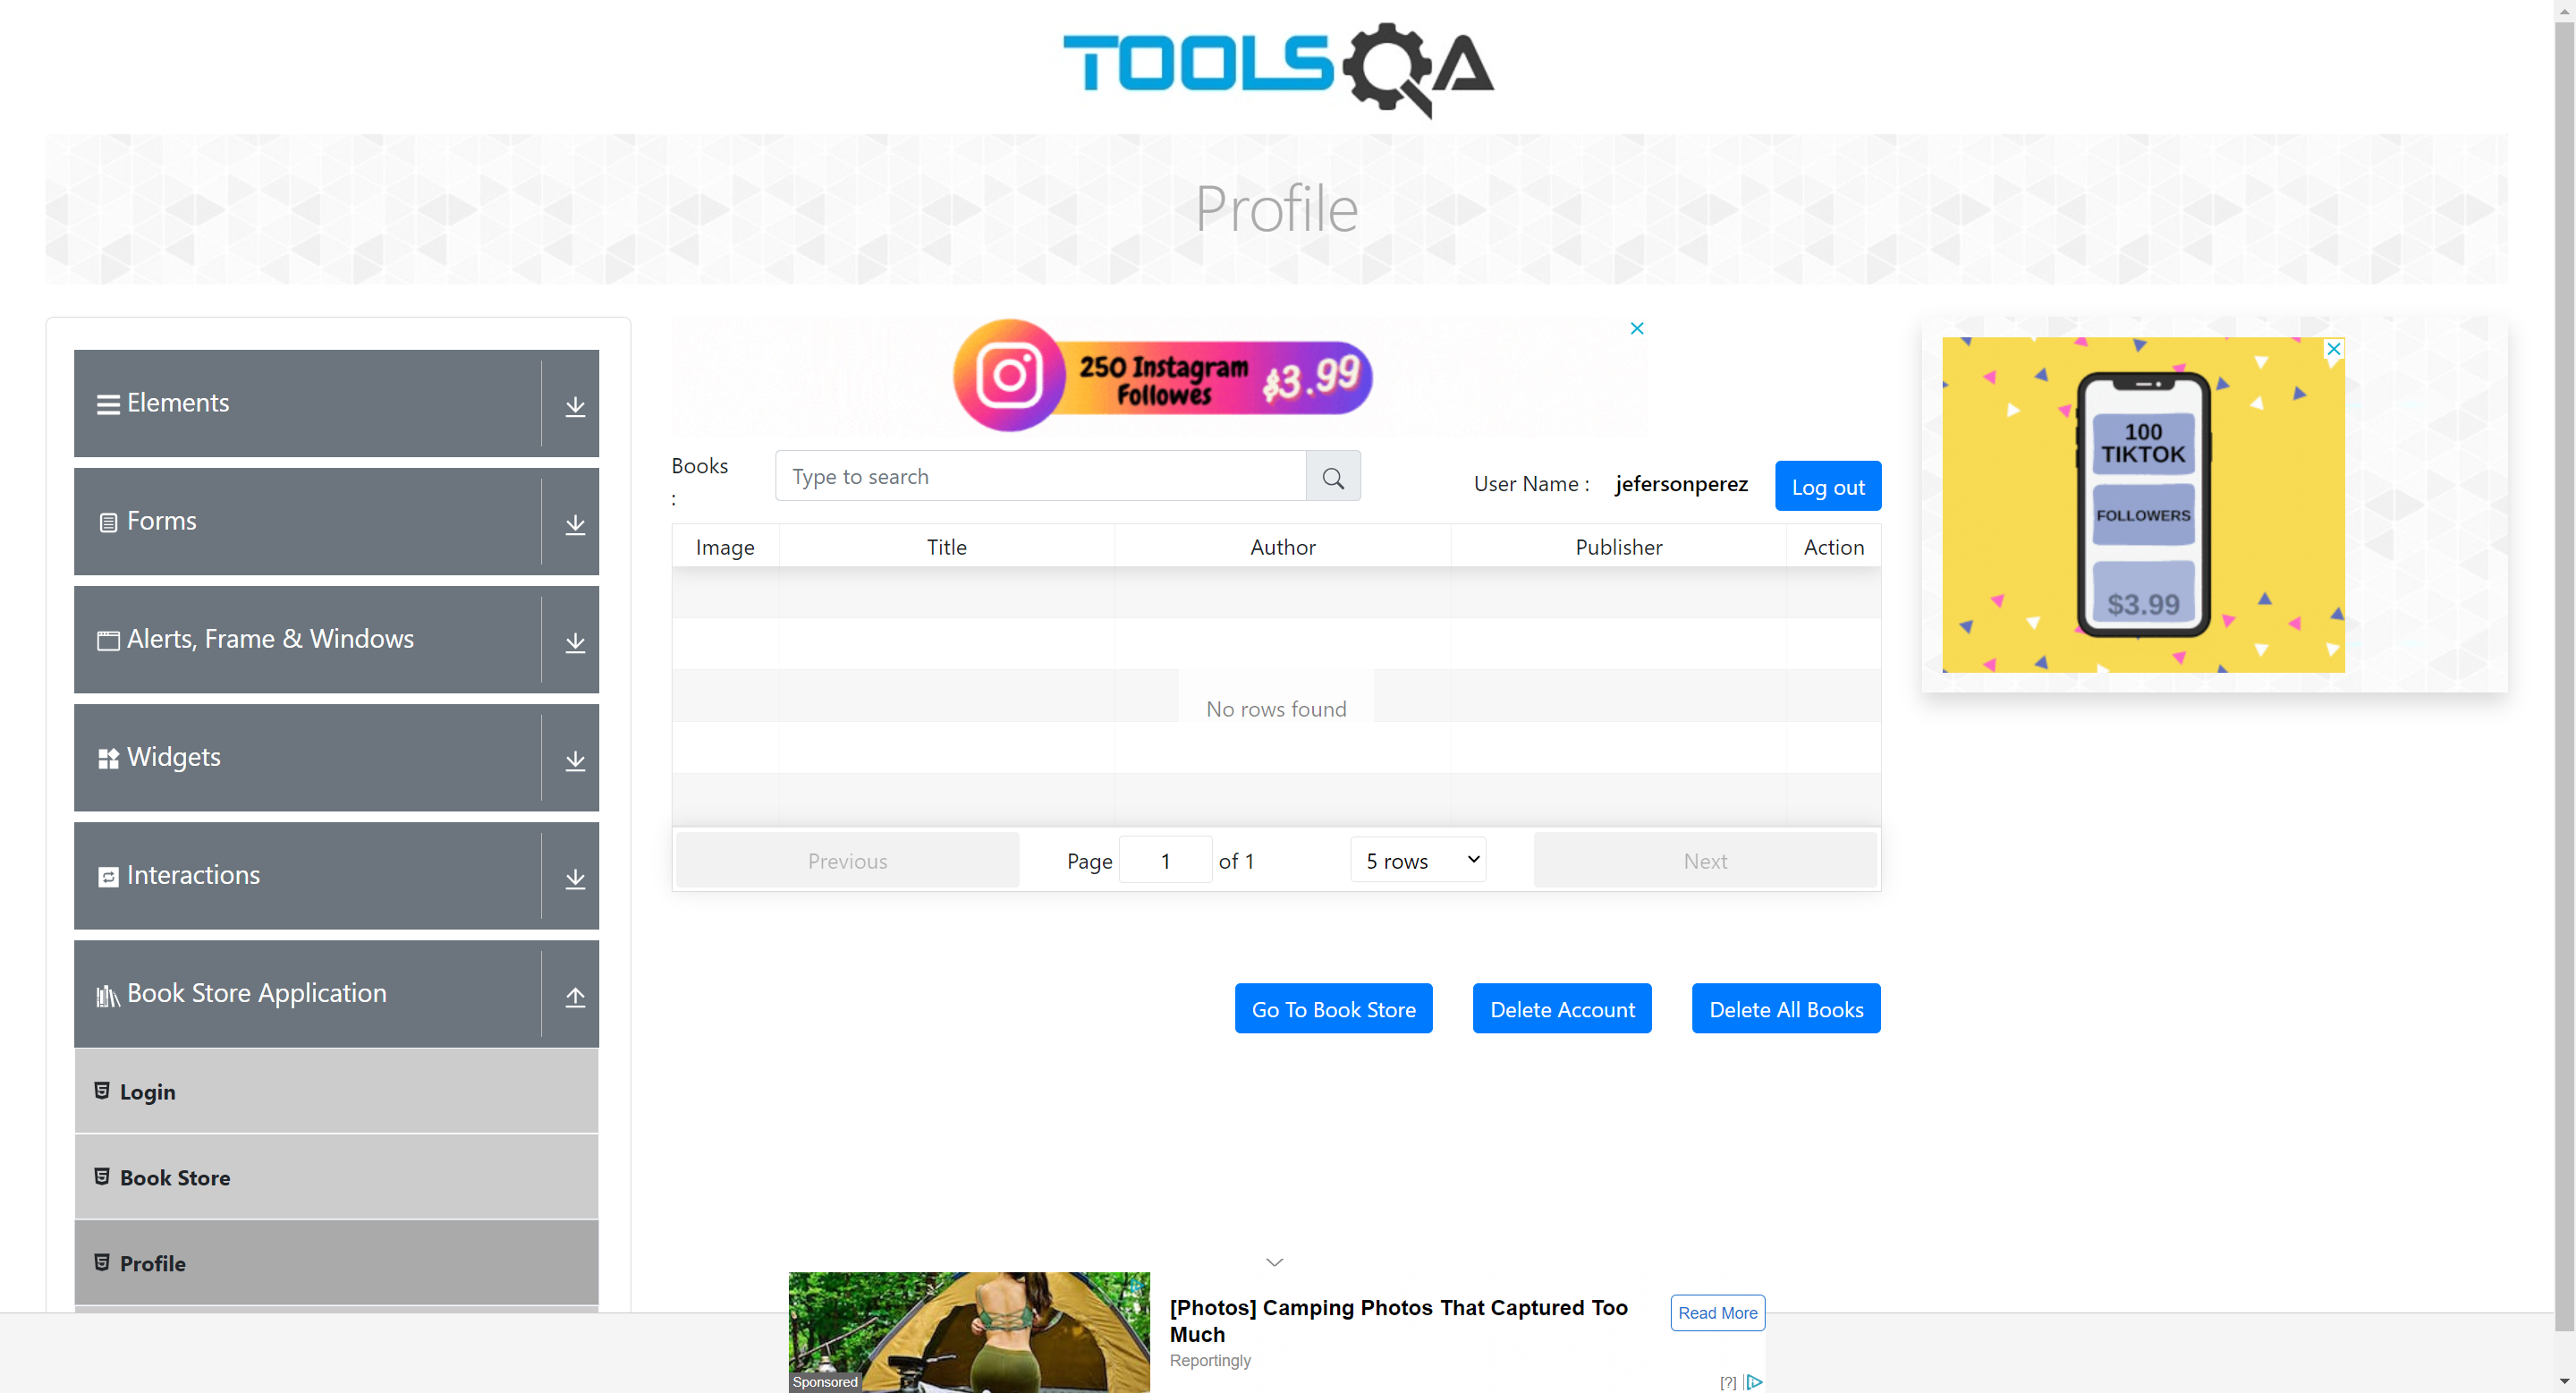 TOOLSQA
Profile
Elements
Forms
Alerts, Frame & Windows
Widgets
Interactions
Book Store Application
Login
Book Store
Profile
250 Instagram
Followes
$3.99
Books
:
Type to search
User Name :
jefersonperez
Log out
Image
Title
Author
Publisher
Action
No rows found
Previous
Page
1
of 1
5 rows
Next
Go To Book Store
Delete Account
Delete All Books
100
TIKTOK
FOLLOWERS
$3.99
Sponsored
[Photos] Camping Photos That Captured Too
Much
Reportingly
Read More
[?]